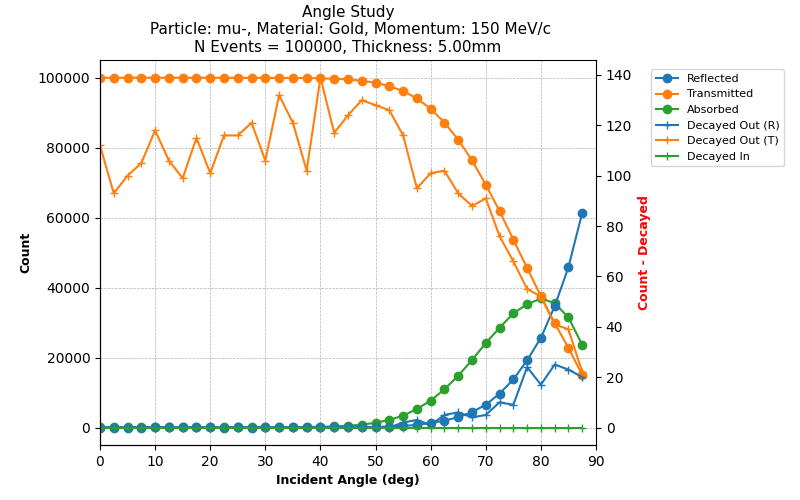 Angle Study
Particle: mu-, Material: Gold, Momentum: 150 MeV/c
N Events = 100000, Thickness: 5.00mm
100000
80000
60000
40000
20000
0
Count
0 10 20 30 40 50 60 70 80 90
Incident Angle (deg)
140
120
100
80
60
40
20
0
Count - Decayed
Reflected
Transmitted
Absorbed
Decayed Out (R)
Decayed Out (T)
Decayed In